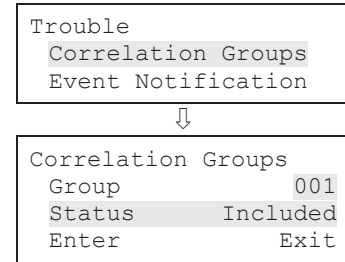 Trouble
Correlation Groups
Event Notification
⇩
Correlation Groups
Group 001
Status Included
Enter Exit